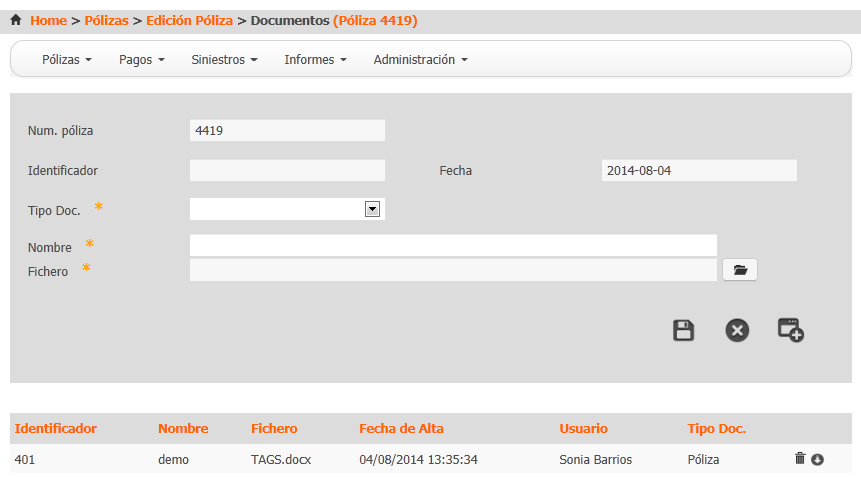 Home > Pólizas > Edición Póliza > Documentos (Póliza 4419)
Pólizas Pagos Siniestros Informes Administración
Num. póliza 4419
Identificador Fecha 2014-08-04
Tipo Doc. *
Nombre *
Fichero *
Identificador Nombre Fichero Fecha de Alta Usuario Tipo Doc.
401 demo TAGS.docx 04/08/2014 13:35:34 Sonia Barrios Póliza